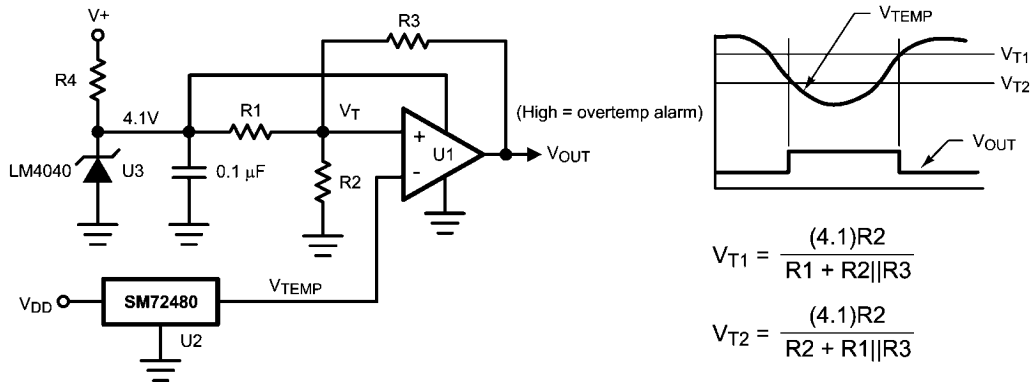 V+
R3
R4
4.1V
R1
VT
(High = overtemp alarm)
+
U1
-
VOUT
LM4040
U3
0.1 µF
R2
VTEMP
VDD
SM72480
U2
VTEMP
VT1
VT2
VOUT
VT1 = (4.1)R2 / R1 + R2||R3
VT2 = (4.1)R2 / R2 + R1||R3